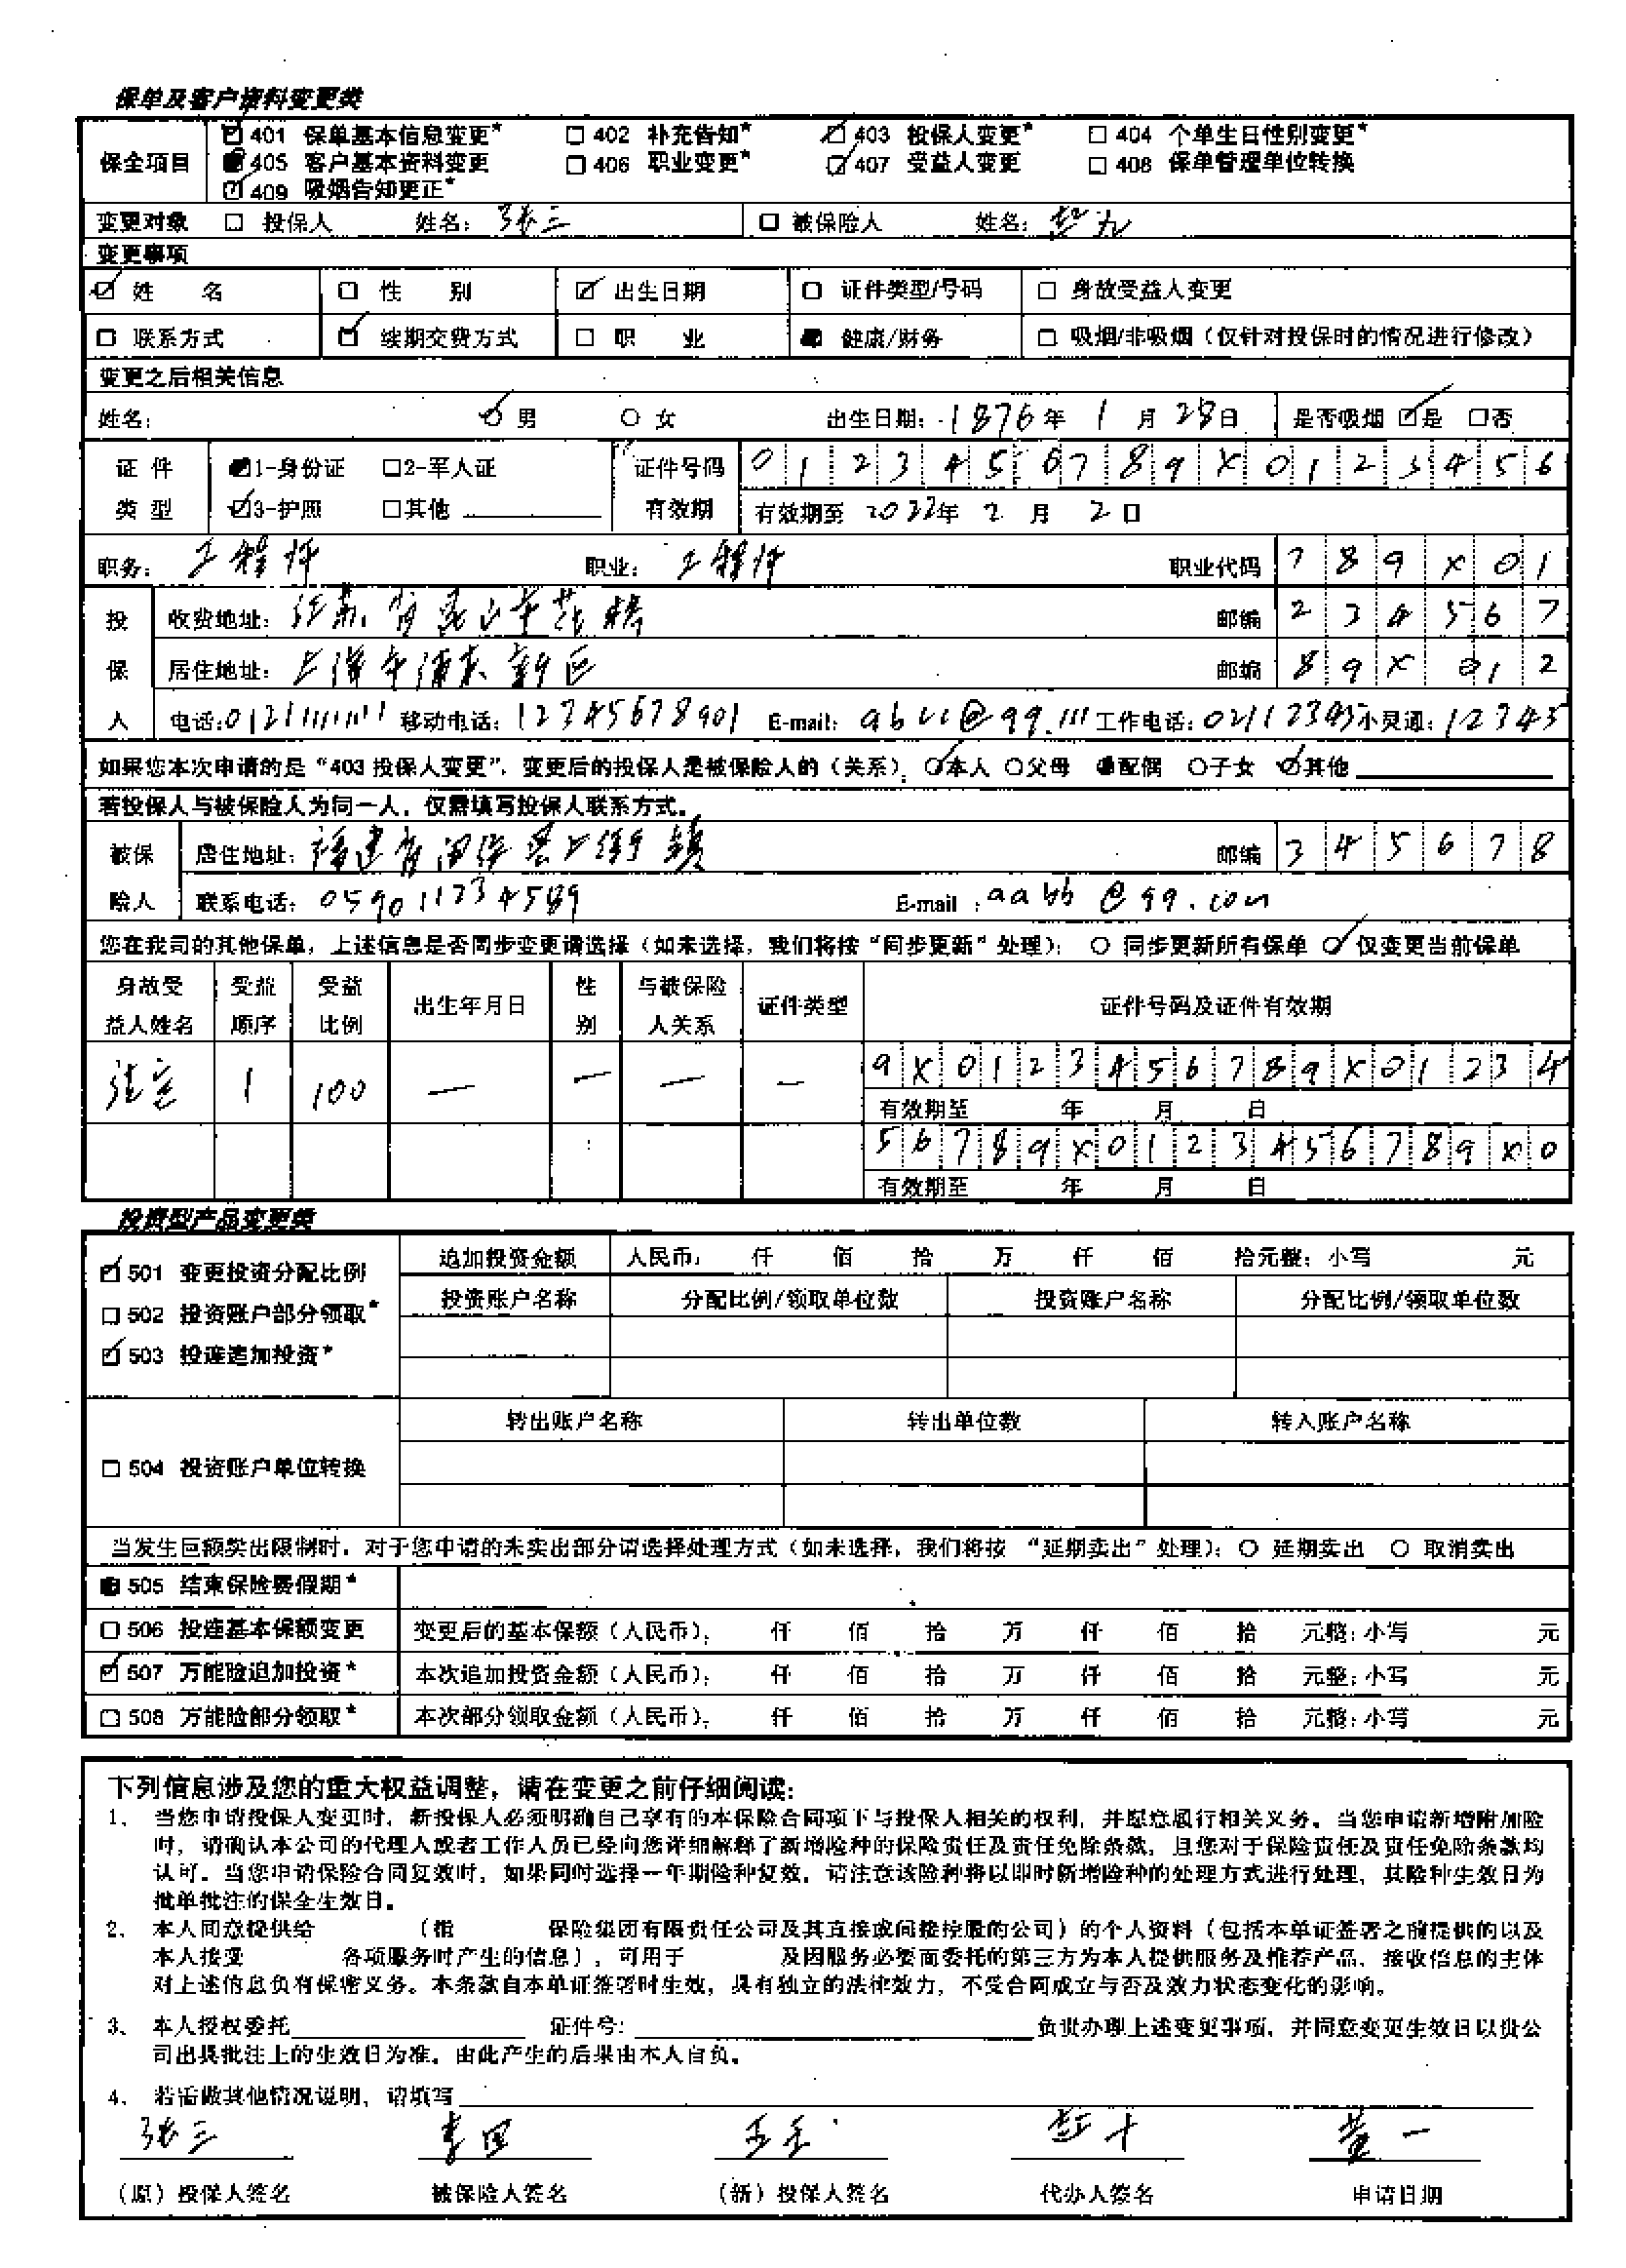 保单及客户资料变更类
保全项目 ☑ 401 保单基本信息变更* □ 402 补充告知* ☑ 403 投保人变更* □ 404 个单生日性别变更*
■ 405 客户基本资料变更 □ 406 职业变更* ☑ 407 受益人变更 □ 408 保单管理单位转换
☑ 409 吸烟告知更正*
变更对象 □ 投保人 姓名: 张三 □ 被保险人 姓名:
变更事项
☑ 姓 名 □ 性 别 ☑ 出生日期 □ 证件类型/号码 □ 身故受益人变更
□ 联系方式 ☑ 续期交费方式 □ 职 业 ■ 健康/财务 □ 吸烟/非吸烟（仅针对投保时的情况进行修改）
变更之后相关信息
姓名: ☑ 男 ○ 女 出生日期: 1876 年 1 月 28 日 是否吸烟 ☑是 □否
证 件 ■1-身份证 □2-军人证 证件号码 0 1 2 3 4 5 6 7 8 9 X 0 1 2 3 4 5 6
类 型 ☑3-护照 □其他 有效期 有效期至 2022年 2 月 2 日
职务: 工程师 职业: 工程师 职业代码 7 8 9 X 0 1
投 收费地址: 江苏省昆山市花桥 邮编 2 3 4 5 6 7
保 居住地址: 上海市浦东新区 邮编 8 9 X 0 1 2
人 电话: 移动电话: 12345678901 E-mail: 工作电话: 02112345 小灵通: 12345
如果您本次申请的是“403 投保人变更”，变更后的投保人是被保险人的（关系）: ☑本人 ○父母 ●配偶 ○子女 ☑其他
若投保人与被保险人为同一人，仅需填写投保人联系方式。
被保 居住地址: 福建省 镇 邮编 3 4 5 6 7 8
险人 联系电话: 059011234589 E-mail: aabb@qq.com
您在我司的其他保单，上述信息是否同步变更请选择（如未选择，我们将按“同步更新”处理）: ○ 同步更新所有保单 ☑ 仅变更当前保单
身故受益人姓名 受益顺序 受益比例 出生年月日 性别 与被保险人关系 证件类型 证件号码及证件有效期
1 100 — — — — 9 X 0 1 2 3 4 5 6 7 8 9 X 0 1 2 3 4
有效期至 年 月 日
5 6 7 8 9 X 0 1 2 3 4 5 6 7 8 9 X 0
有效期至 年 月 日
投资型产品变更类
☑ 501 变更投资分配比例 追加投资金额 人民币: 仟 佰 拾 万 仟 佰 拾元整: 小写 元
□ 502 投资账户部分领取* 投资账户名称 分配比例/领取单位数 投资账户名称 分配比例/领取单位数
☑ 503 投连追加投资*
转出账户名称 转出单位数 转入账户名称
□ 504 投资账户单位转换
当发生巨额卖出限制时，对于您申请的未卖出部分请选择处理方式（如未选择，我们将按 “延期卖出”处理）: ○ 延期卖出 ○ 取消卖出
■ 505 结束保险费假期*
□ 506 投连基本保额变更 变更后的基本保额（人民币）: 仟 佰 拾 万 仟 佰 拾 元整: 小写 元
☑ 507 万能险追加投资* 本次追加投资金额（人民币）: 仟 佰 拾 万 仟 佰 拾 元整: 小写 元
□ 508 万能险部分领取* 本次部分领取金额（人民币）: 仟 佰 拾 万 仟 佰 拾 元整: 小写 元
下列信息涉及您的重大权益调整，请在变更之前仔细阅读:
1、当您申请投保人变更时，新投保人必须明确自己享有的本保险合同项下与投保人相关的权利，并愿意履行相关义务。当您申请新增附加险
时，请确认本公司的代理人或者工作人员已经向您详细解释了新增险种的保险责任及责任免除条款，且您对于保险责任及责任免除条款均
认可。当您申请保险合同复效时，如果同时选择一年期险种复效，请注意该险种将以即时新增险种的处理方式进行处理，其险种生效日为
批单批注的保全生效日。
2、本人同意提供给 （指 保险集团有限责任公司及其直接或间接控股的公司）的个人资料（包括本单证签署之前提供的以及
本人接受 各项服务时产生的信息），可用于 及因服务必要而委托的第三方为本人提供服务及推荐产品，接收信息的主体
对上述信息负有保密义务。本条款自本单证签署时生效，具有独立的法律效力，不受合同成立与否及效力状态变化的影响。
3、本人授权委托 证件号: 负责办理上述变更事项，并同意变更生效日以贵公
司出具批注上的生效日为准。由此产生的后果由本人自负。
4、若需做其他情况说明，请填写
张三 李四 王五 黄一
（原）投保人签名 被保险人签名 （新）投保人签名 代办人签名 申请日期